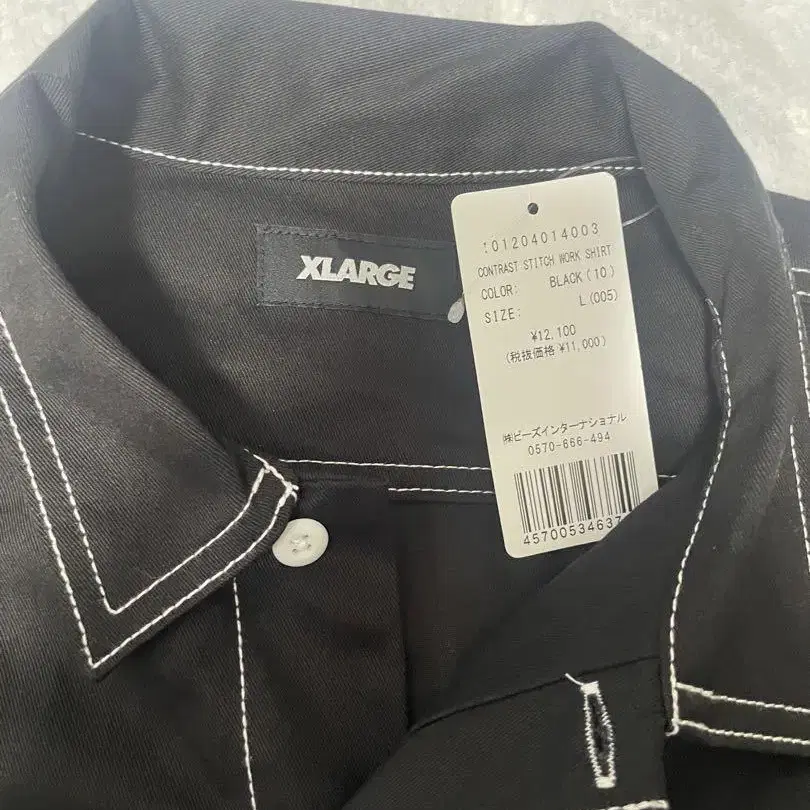 XLARGE
101204014003
CONTRAST STITCH WORK SHIRT
COLOR: BLACK(10)
SIZE: L(005)
¥12,100
(税抜価格 ¥11,000)
㈱ビーズインターナショナル
0570-666-494
45700534637